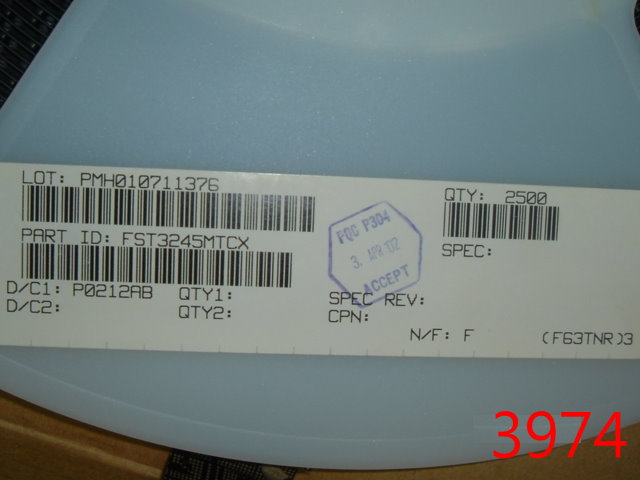 LOT: PMH010711376
QTY: 2500
PART ID: FST3245MTCX
SPEC:
FQC P304
3. APR '02
ACCEPT
D/C1: P0212AB QTY1:
SPEC REV:
D/C2: QTY2:
CPN:
N/F: F (F63TNR)3
3974